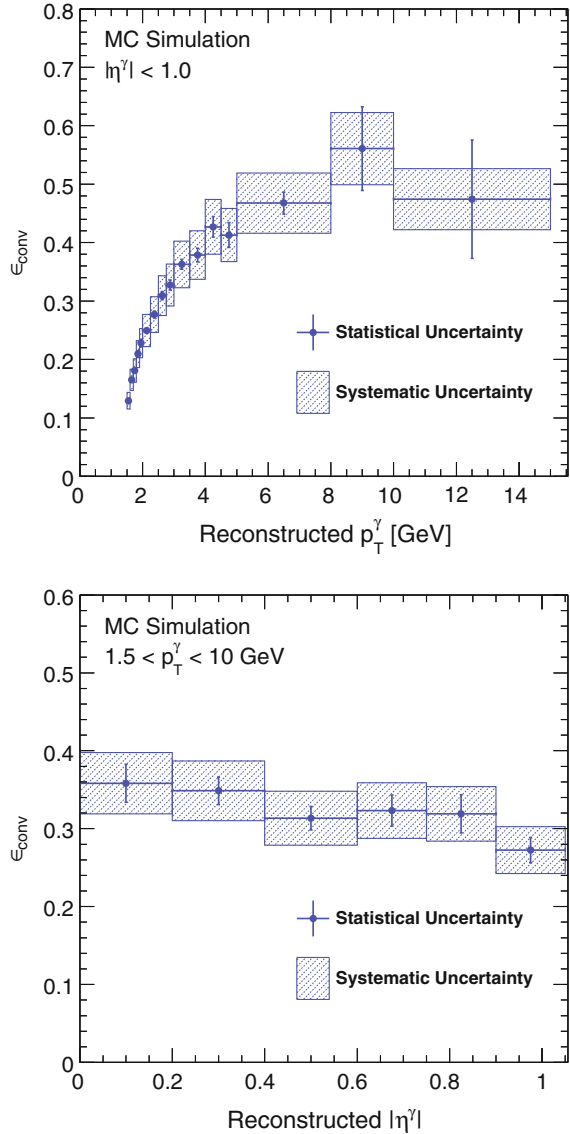 0.8
MC Simulation
|η^γ| < 1.0
0.7
0.6
0.5
0.4
0.3
0.2
0.1
0
ϵ_conv
Statistical Uncertainty
Systematic Uncertainty
2 4 6 8 10 12 14
Reconstructed p_T^γ [GeV]
0.6
MC Simulation
1.5 < p_T^γ < 10 GeV
0.5
0.4
0.3
0.2
0.1
0
ϵ_conv
Statistical Uncertainty
Systematic Uncertainty
0 0.2 0.4 0.6 0.8 1
Reconstructed |η^γ|